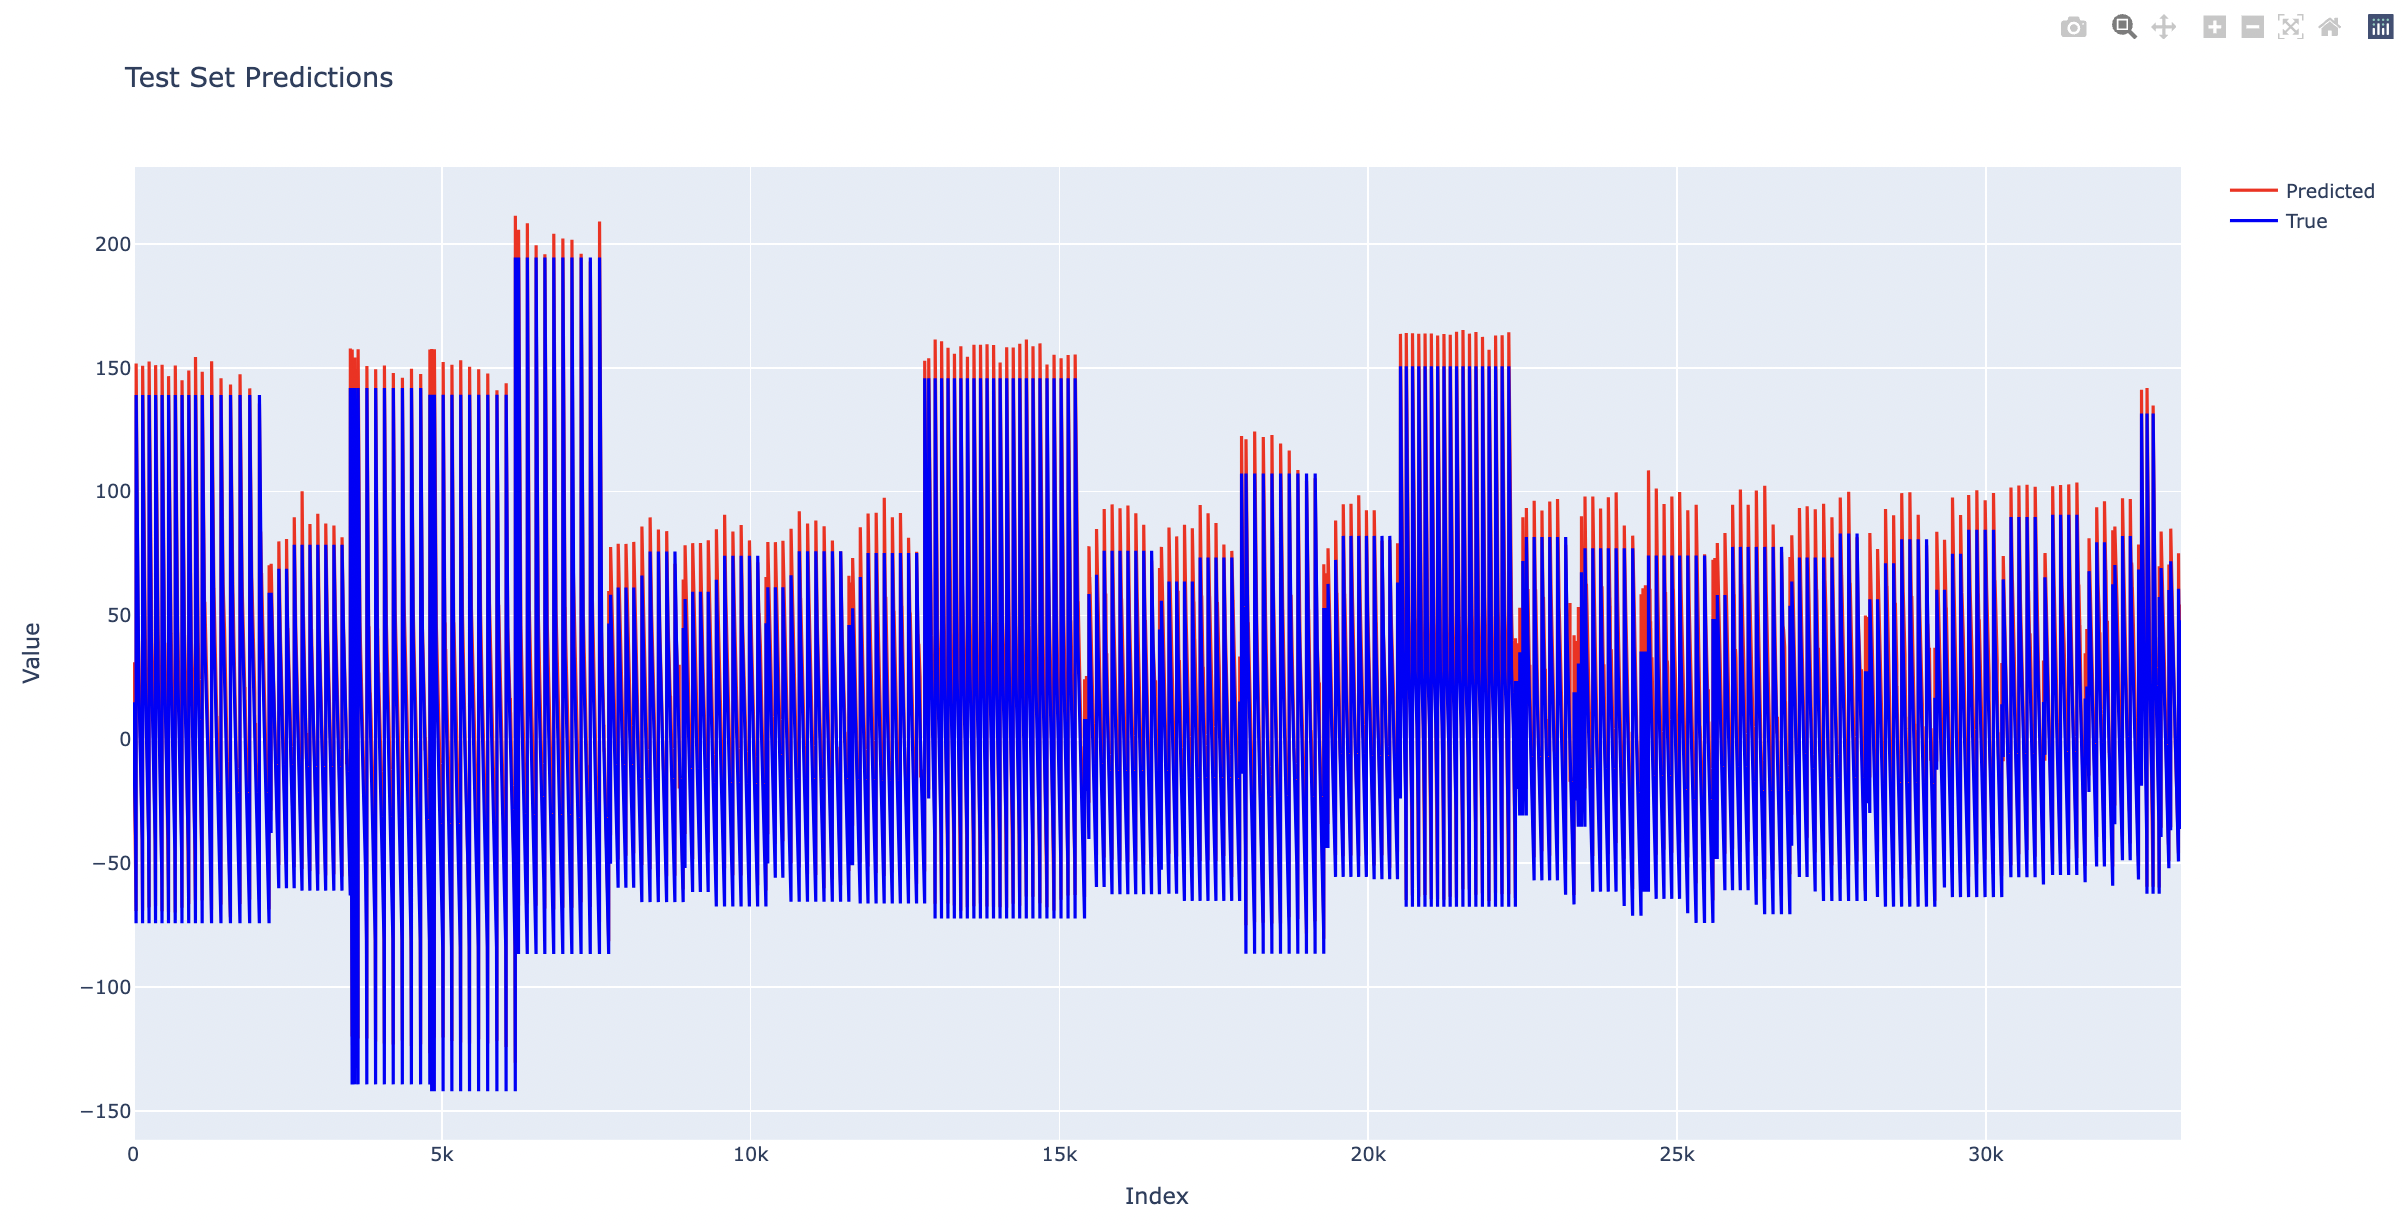 Test Set Predictions
Predicted
True
200
150
100
50
0
−50
−100
−150
Value
0 5k 10k 15k 20k 25k 30k
Index